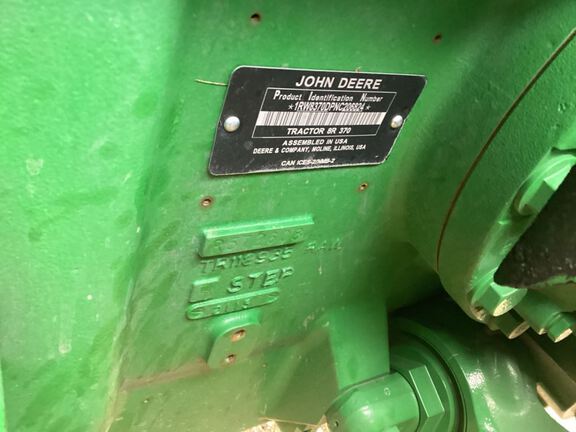 JOHN DEERE
Product Identification Number
*1RW8370DPNC206824*
TRACTOR 8R 370
ASSEMBLED IN USA
DEERE & COMPANY, MOLINE, ILLINOIS, USA
CAN ICES-2/NMB-2
STEP